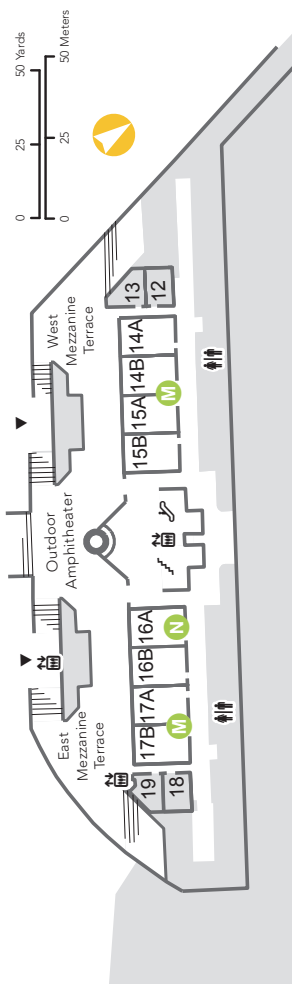 0 25 50 Yards
0 25 50 Meters
East
Mezzanine
Terrace
Outdoor
Amphitheater
West
Mezzanine
Terrace
19
18
17B
17A
16B
16A
15B
15A
14B
14A
13
12
M
N
M